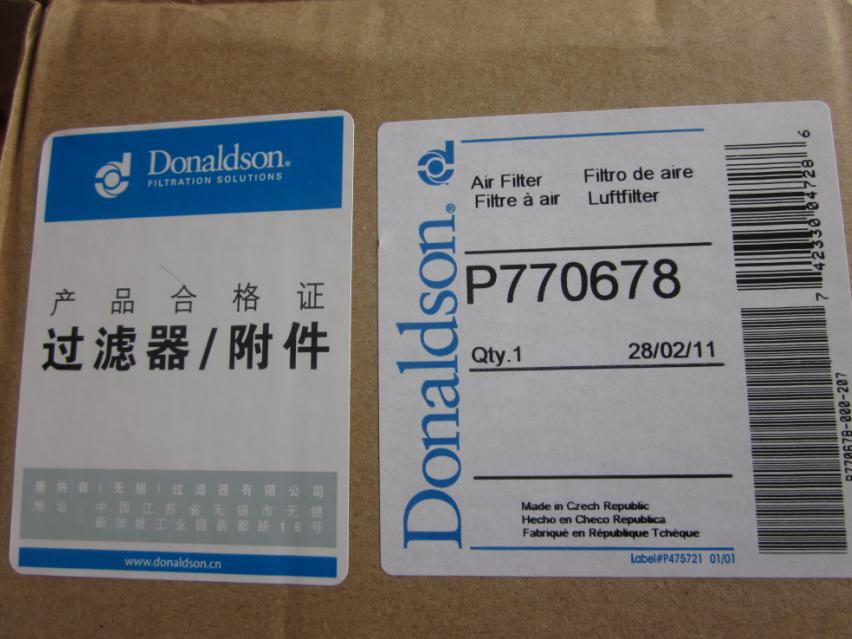 Donaldson®
FILTRATION SOLUTIONS
产品合格证
过滤器/附件
唐纳森(无锡)过滤器有限公司
地址:中国江苏省无锡市无锡
新加坡工业园新都路16号
www.donaldson.cn
Donaldson®
Air Filter Filtro de aire
Filtre à air Luftfilter
P770678
Qty.1 28/02/11
Made in Czech Republic
Hecho en Checo Republica
Fabriqué en République Tchèque
Label#P475721 01/01
7 42330 04728 6
P770678-000-207